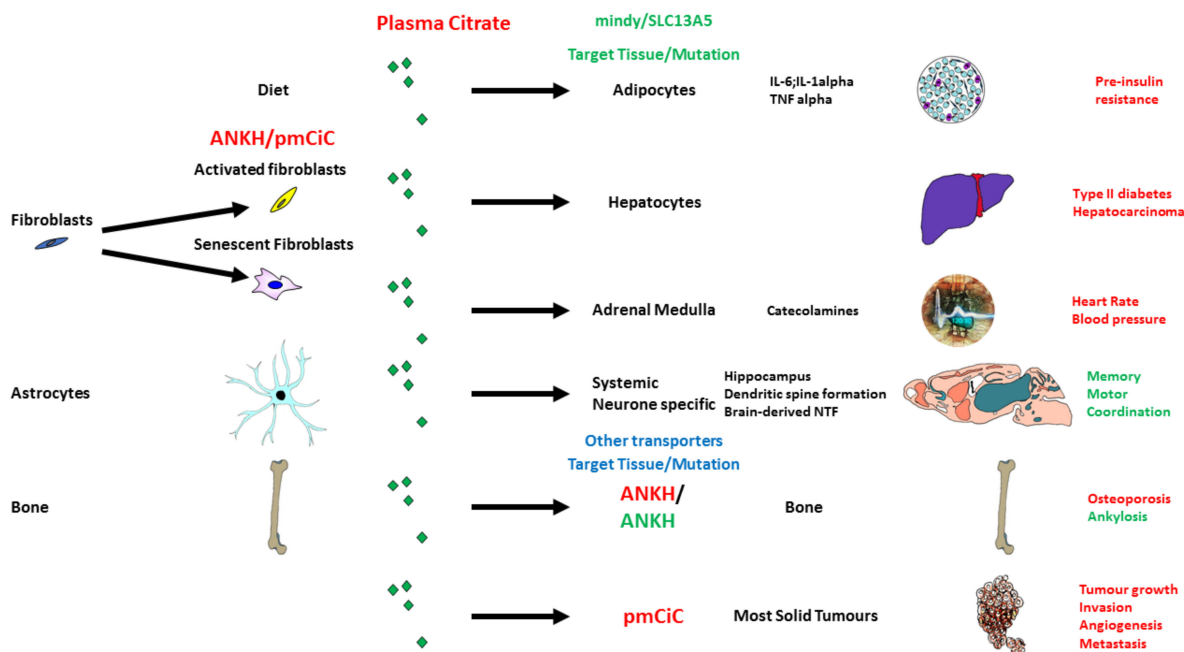 Plasma Citrate
mindy/SLC13A5
Target Tissue/Mutation
Diet
Adipocytes
IL-6;IL-1alpha
TNF alpha
Pre-insulin
resistance
ANKH/pmCiC
Activated fibroblasts
Fibroblasts
Senescent Fibroblasts
Hepatocytes
Type II diabetes
Hepatocarcinoma
Adrenal Medulla
Catecolamines
Heart Rate
Blood pressure
Astrocytes
Systemic
Neurone specific
Hippocampus
Dendritic spine formation
Brain-derived NTF
Memory
Motor
Coordination
Other transporters
Target Tissue/Mutation
Bone
ANKH/
ANKH
Bone
Osteoporosis
Ankylosis
pmCiC
Most Solid Tumours
Tumour growth
Invasion
Angiogenesis
Metastasis